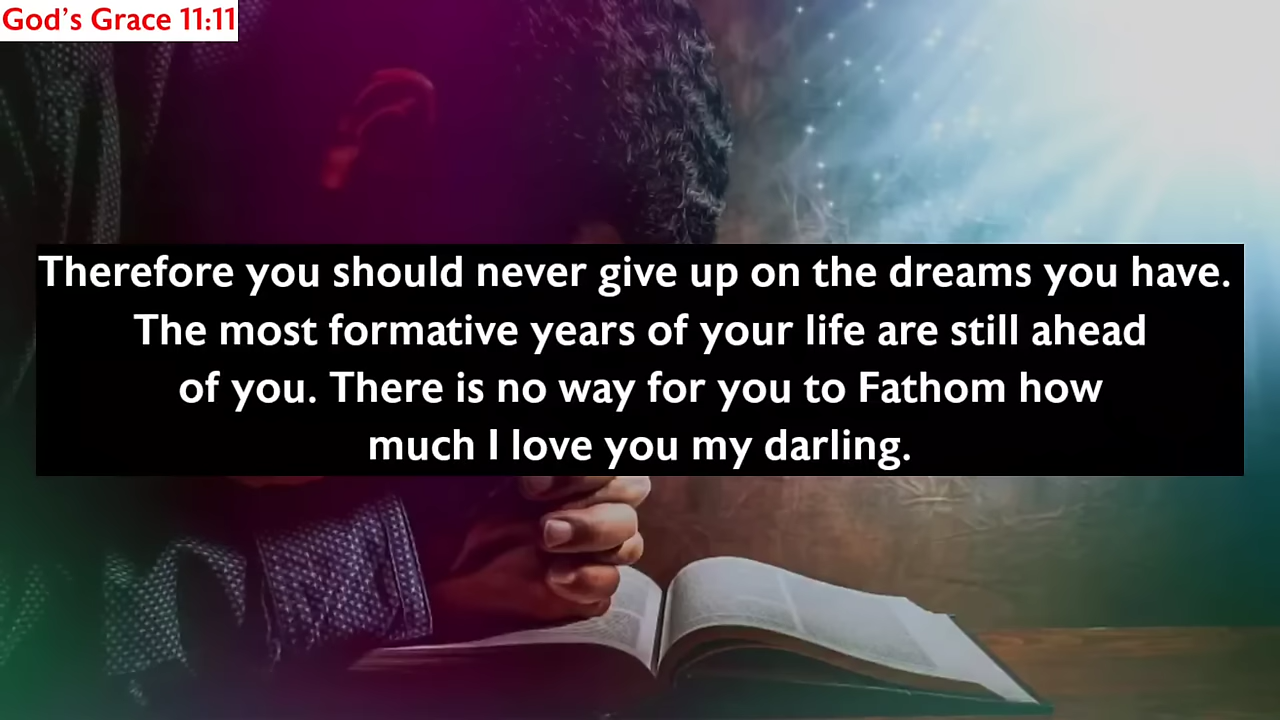 God's Grace 11:11
Therefore you should never give up on the dreams you have.
The most formative years of your life are still ahead
of you. There is no way for you to Fathom how
much I love you my darling.